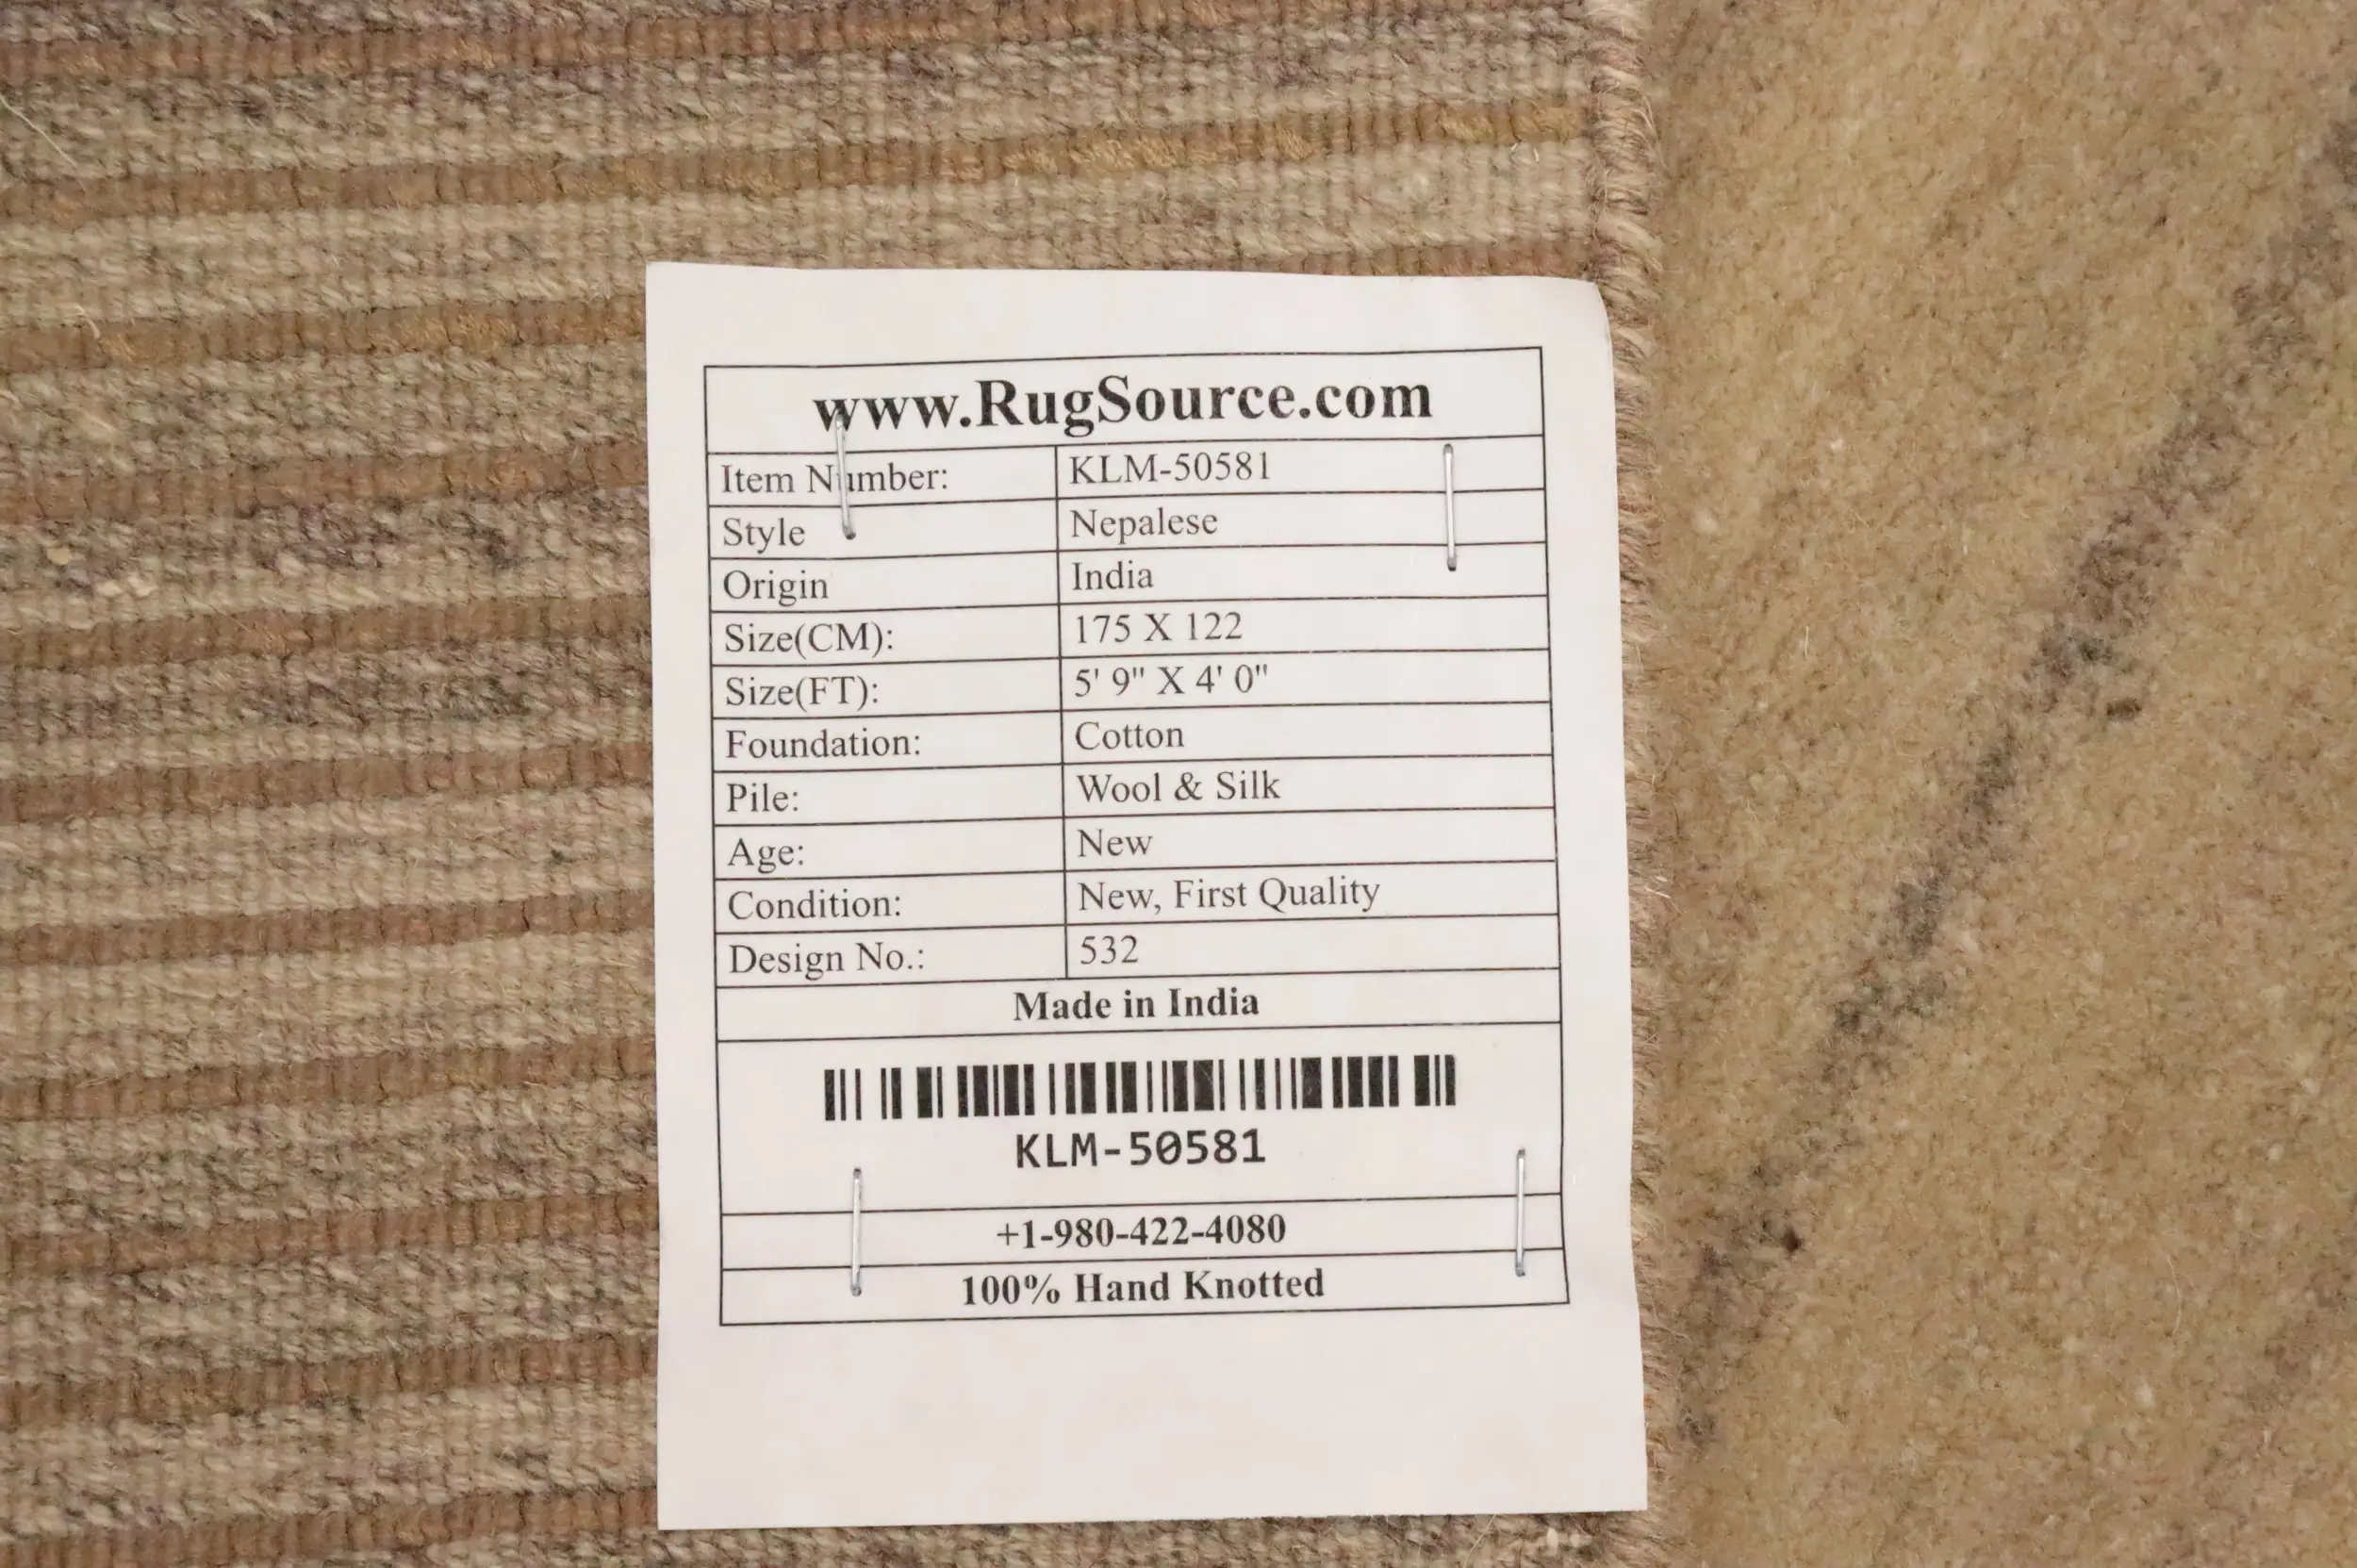 www.RugSource.com
Item Number: KLM-50581
Style Nepalese
Origin India
Size(CM): 175 X 122
Size(FT): 5' 9" X 4' 0"
Foundation: Cotton
Pile: Wool & Silk
Age: New
Condition: New, First Quality
Design No.: 532
Made in India
KLM-50581
+1-980-422-4080
100% Hand Knotted